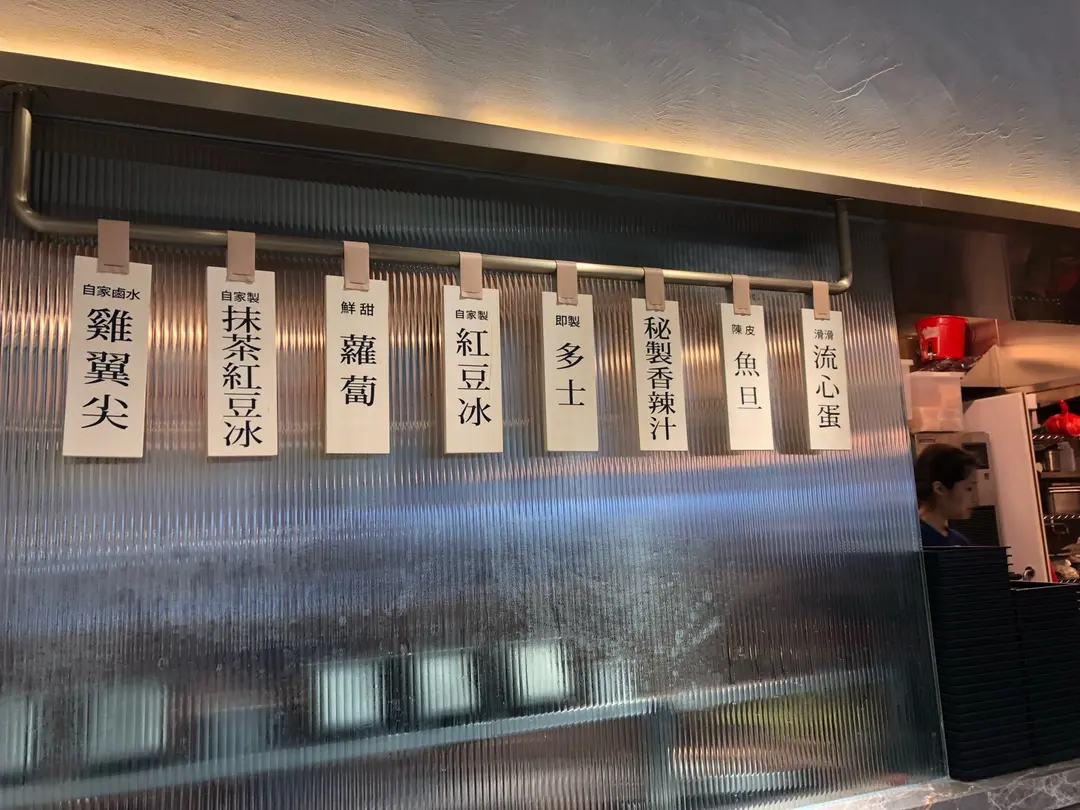 自家鹵水
雞翼尖
自家製
抹茶紅豆冰
鮮甜
蘿蔔
自家製
紅豆冰
即製
多士
秘製香辣汁
陳皮
魚旦
滑滑
流心蛋